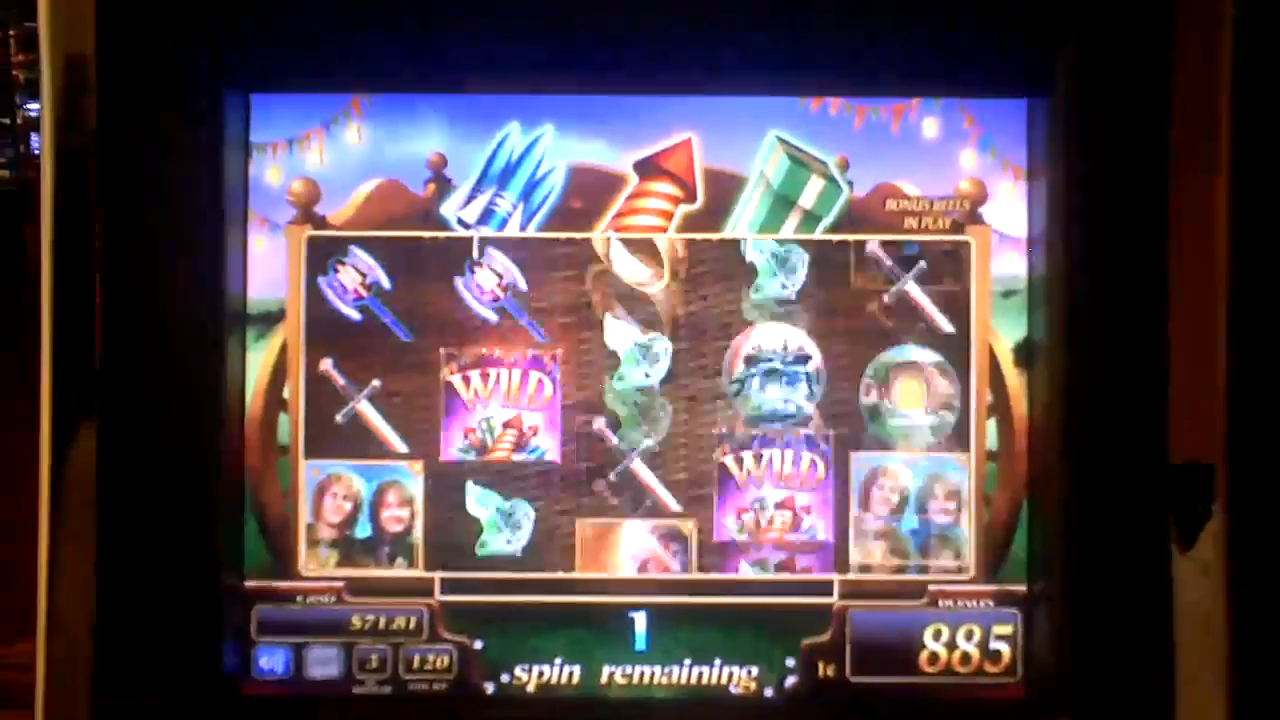 BONUS REELS
IN PLAY
WILD
WILD
$71.81
3
120
1
spin remaining
1¢
885